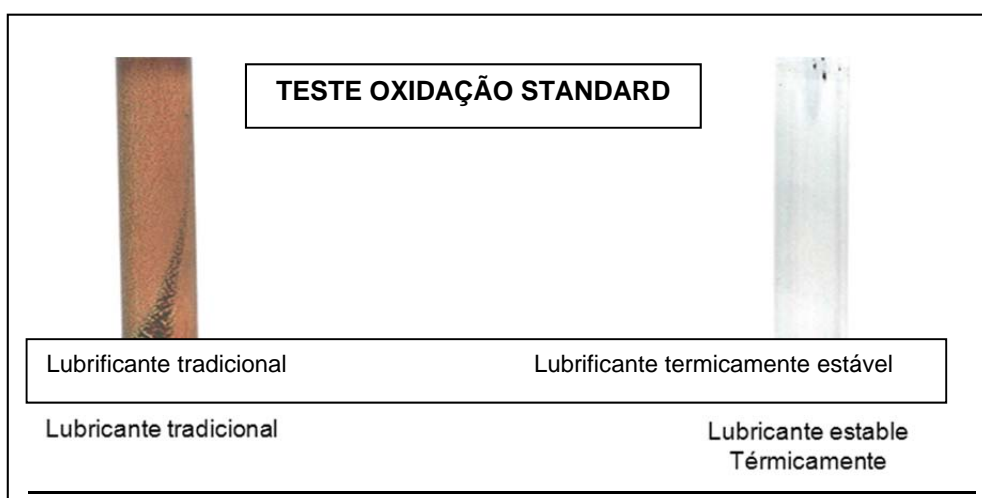 TESTE OXIDAÇÃO STANDARD
Lubrificante tradicional
Lubrificante termicamente estável
Lubricante tradicional
Lubricante estable
Térmicamente